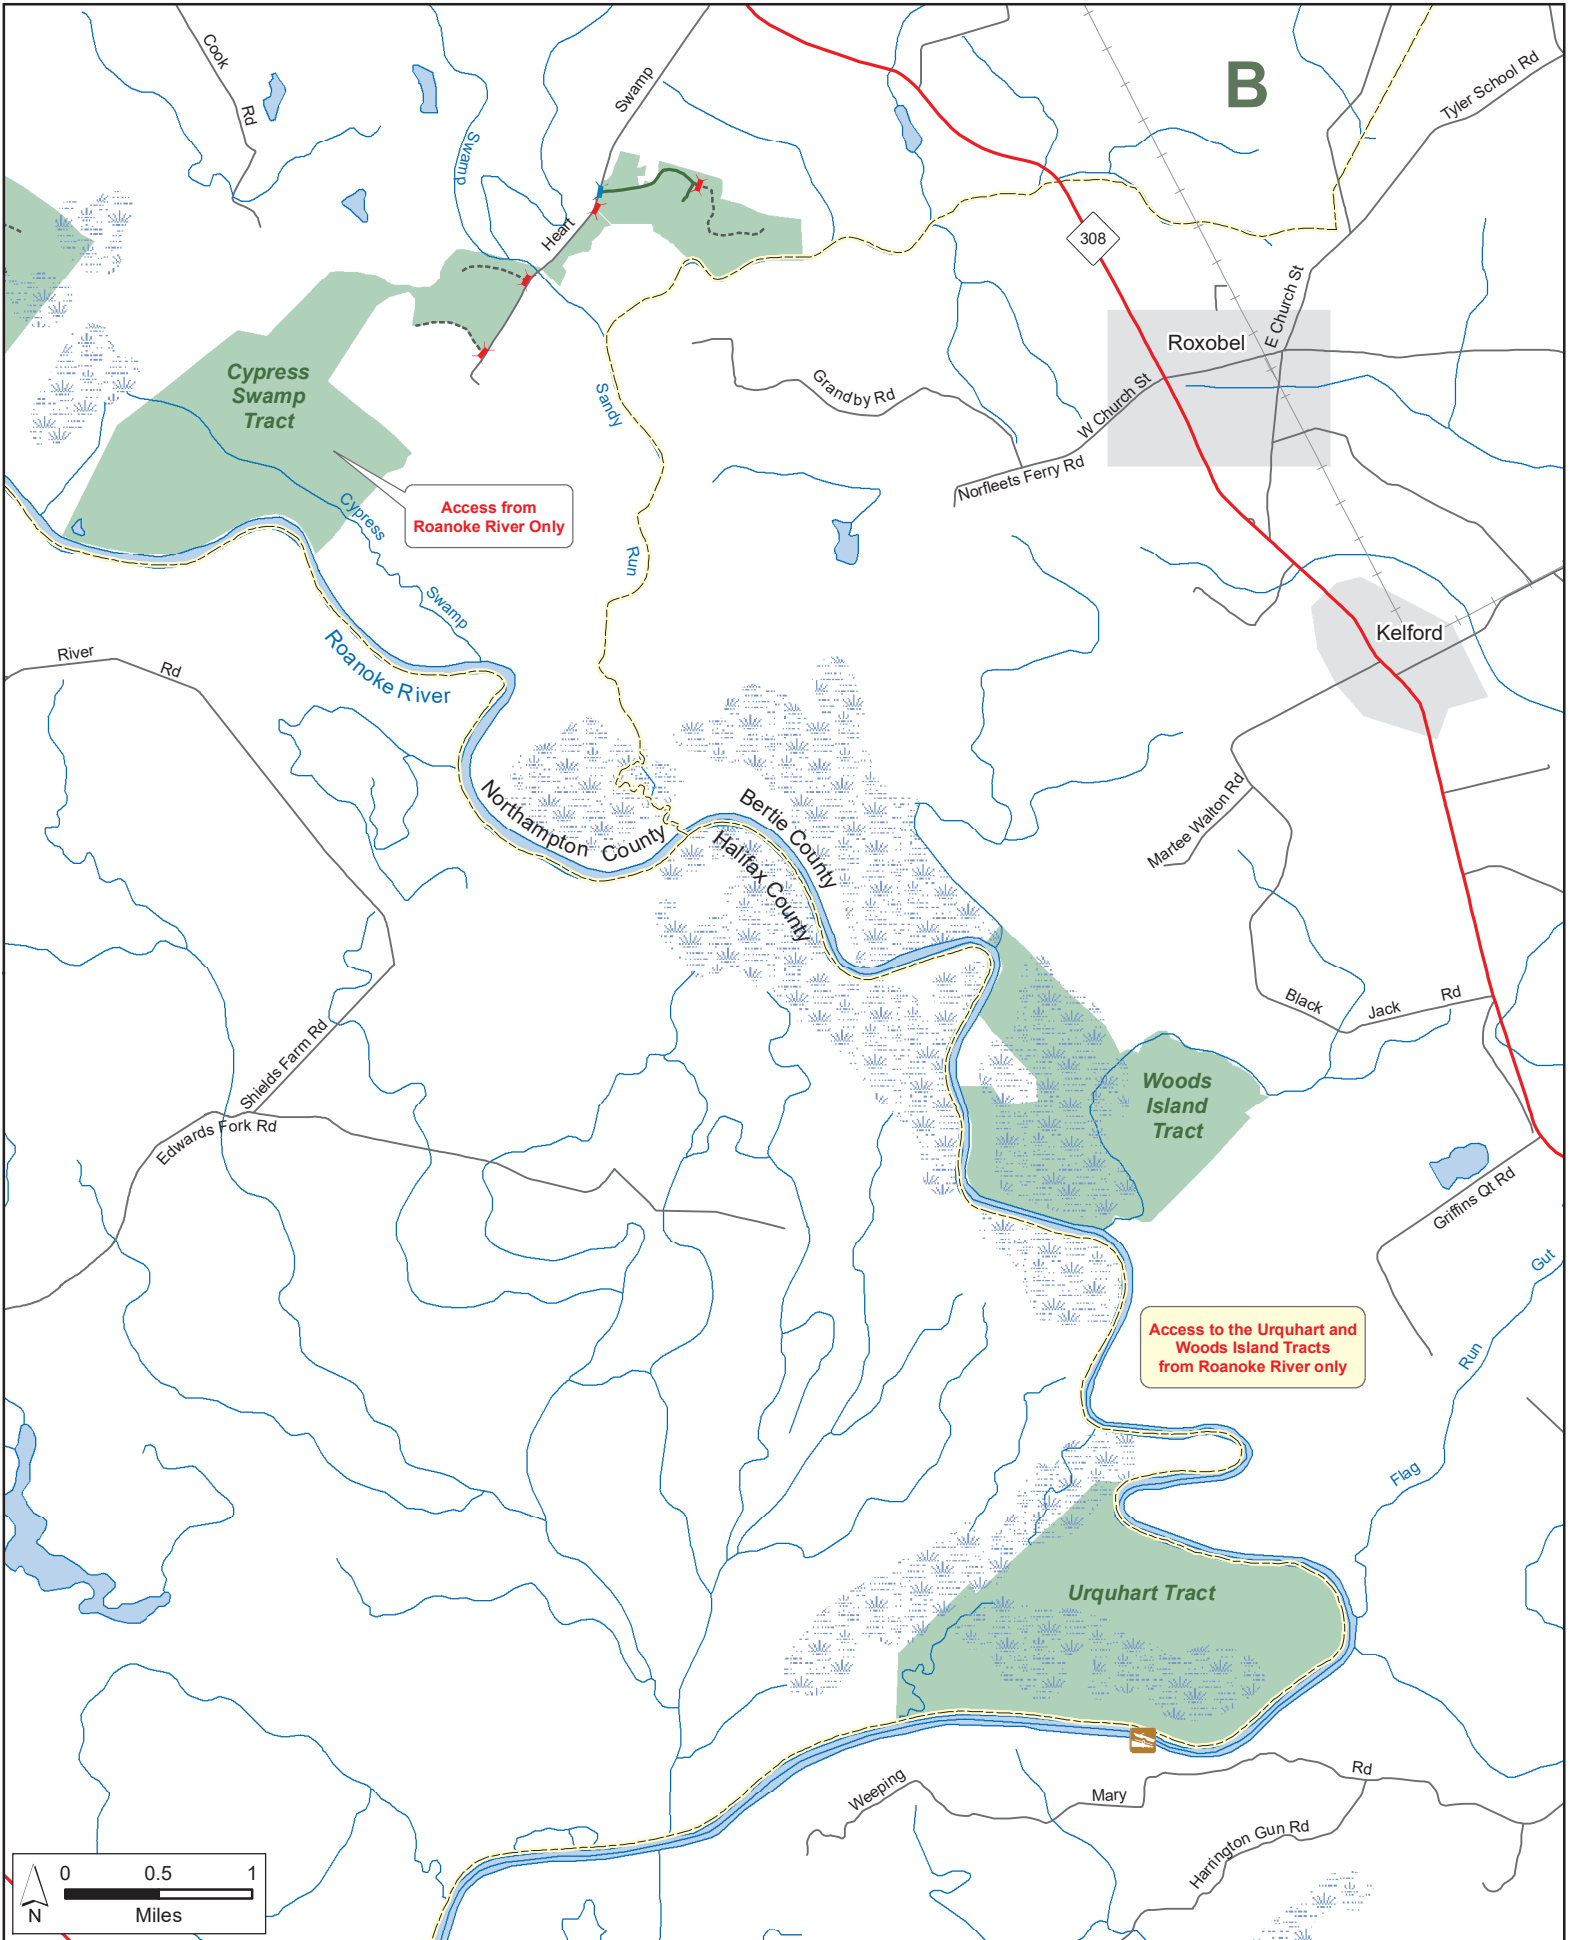 B
Cook
Rd
Swamp
Swamp
Tyler School Rd
Heart
308
E Church St
Roxobel
Cypress
Swamp
Tract
Grandby Rd
W Church St
Sandy
Norfleets Ferry Rd
Access from
Roanoke River Only
Cypress
Run
Swamp
Kelford
River
Rd
Roanoke River
Northampton County
Bertie County
Halifax County
Martee Walton Rd
Black
Jack
Rd
Shields Farm Rd
Edwards Fork Rd
Woods
Island
Tract
Griffins Qt Rd
Gut
Run
Flag
Access to the Urquhart and
Woods Island Tracts
from Roanoke River only
Urquhart Tract
Weeping
Mary
Rd
Harrington Gun Rd
0 0.5 1
Miles
N